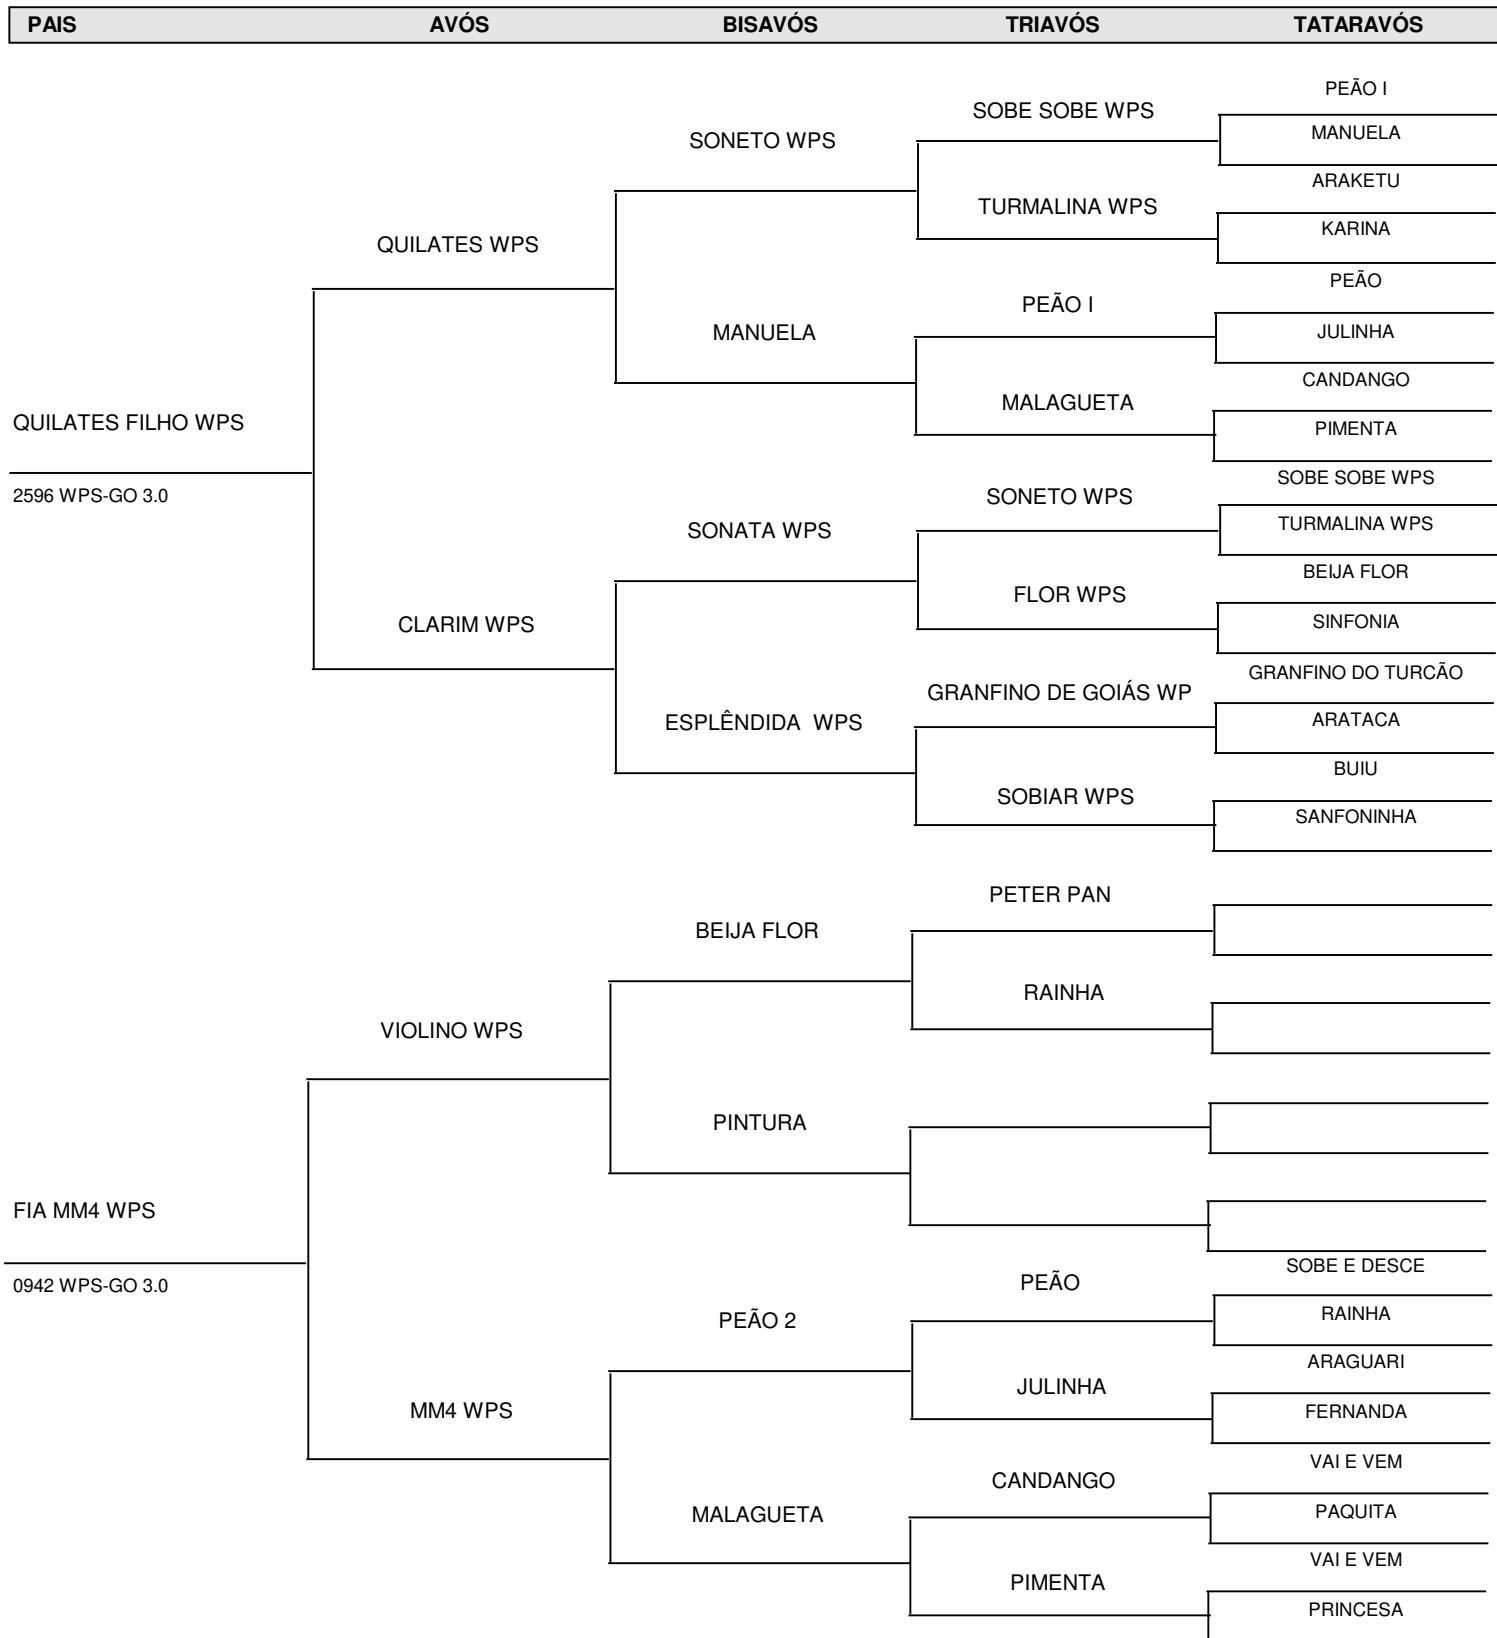 PAIS AVÓS BISAVÓS TRIAVÓS TATARAVÓS
PEÃO I
SOBE SOBE WPS
MANUELA
SONETO WPS
ARAKETU
TURMALINA WPS
KARINA
QUILATES WPS
PEÃO
PEÃO I
JULINHA
MANUELA
CANDANGO
MALAGUETA
PIMENTA
QUILATES FILHO WPS
2596 WPS-GO 3.0
SOBE SOBE WPS
SONETO WPS
TURMALINA WPS
SONATA WPS
BEIJA FLOR
FLOR WPS
SINFONIA
CLARIM WPS
GRANFINO DO TURCÃO
GRANFINO DE GOIÁS WP
ARATACA
ESPLÊNDIDA WPS
BUIU
SOBIAR WPS
SANFONINHA
PETER PAN
BEIJA FLOR
RAINHA
VIOLINO WPS
PINTURA
FIA MM4 WPS
0942 WPS-GO 3.0
SOBE E DESCE
PEÃO
RAINHA
PEÃO 2
ARAGUARI
JULINHA
FERNANDA
MM4 WPS
VAI E VEM
CANDANGO
PAQUITA
MALAGUETA
VAI E VEM
PIMENTA
PRINCESA